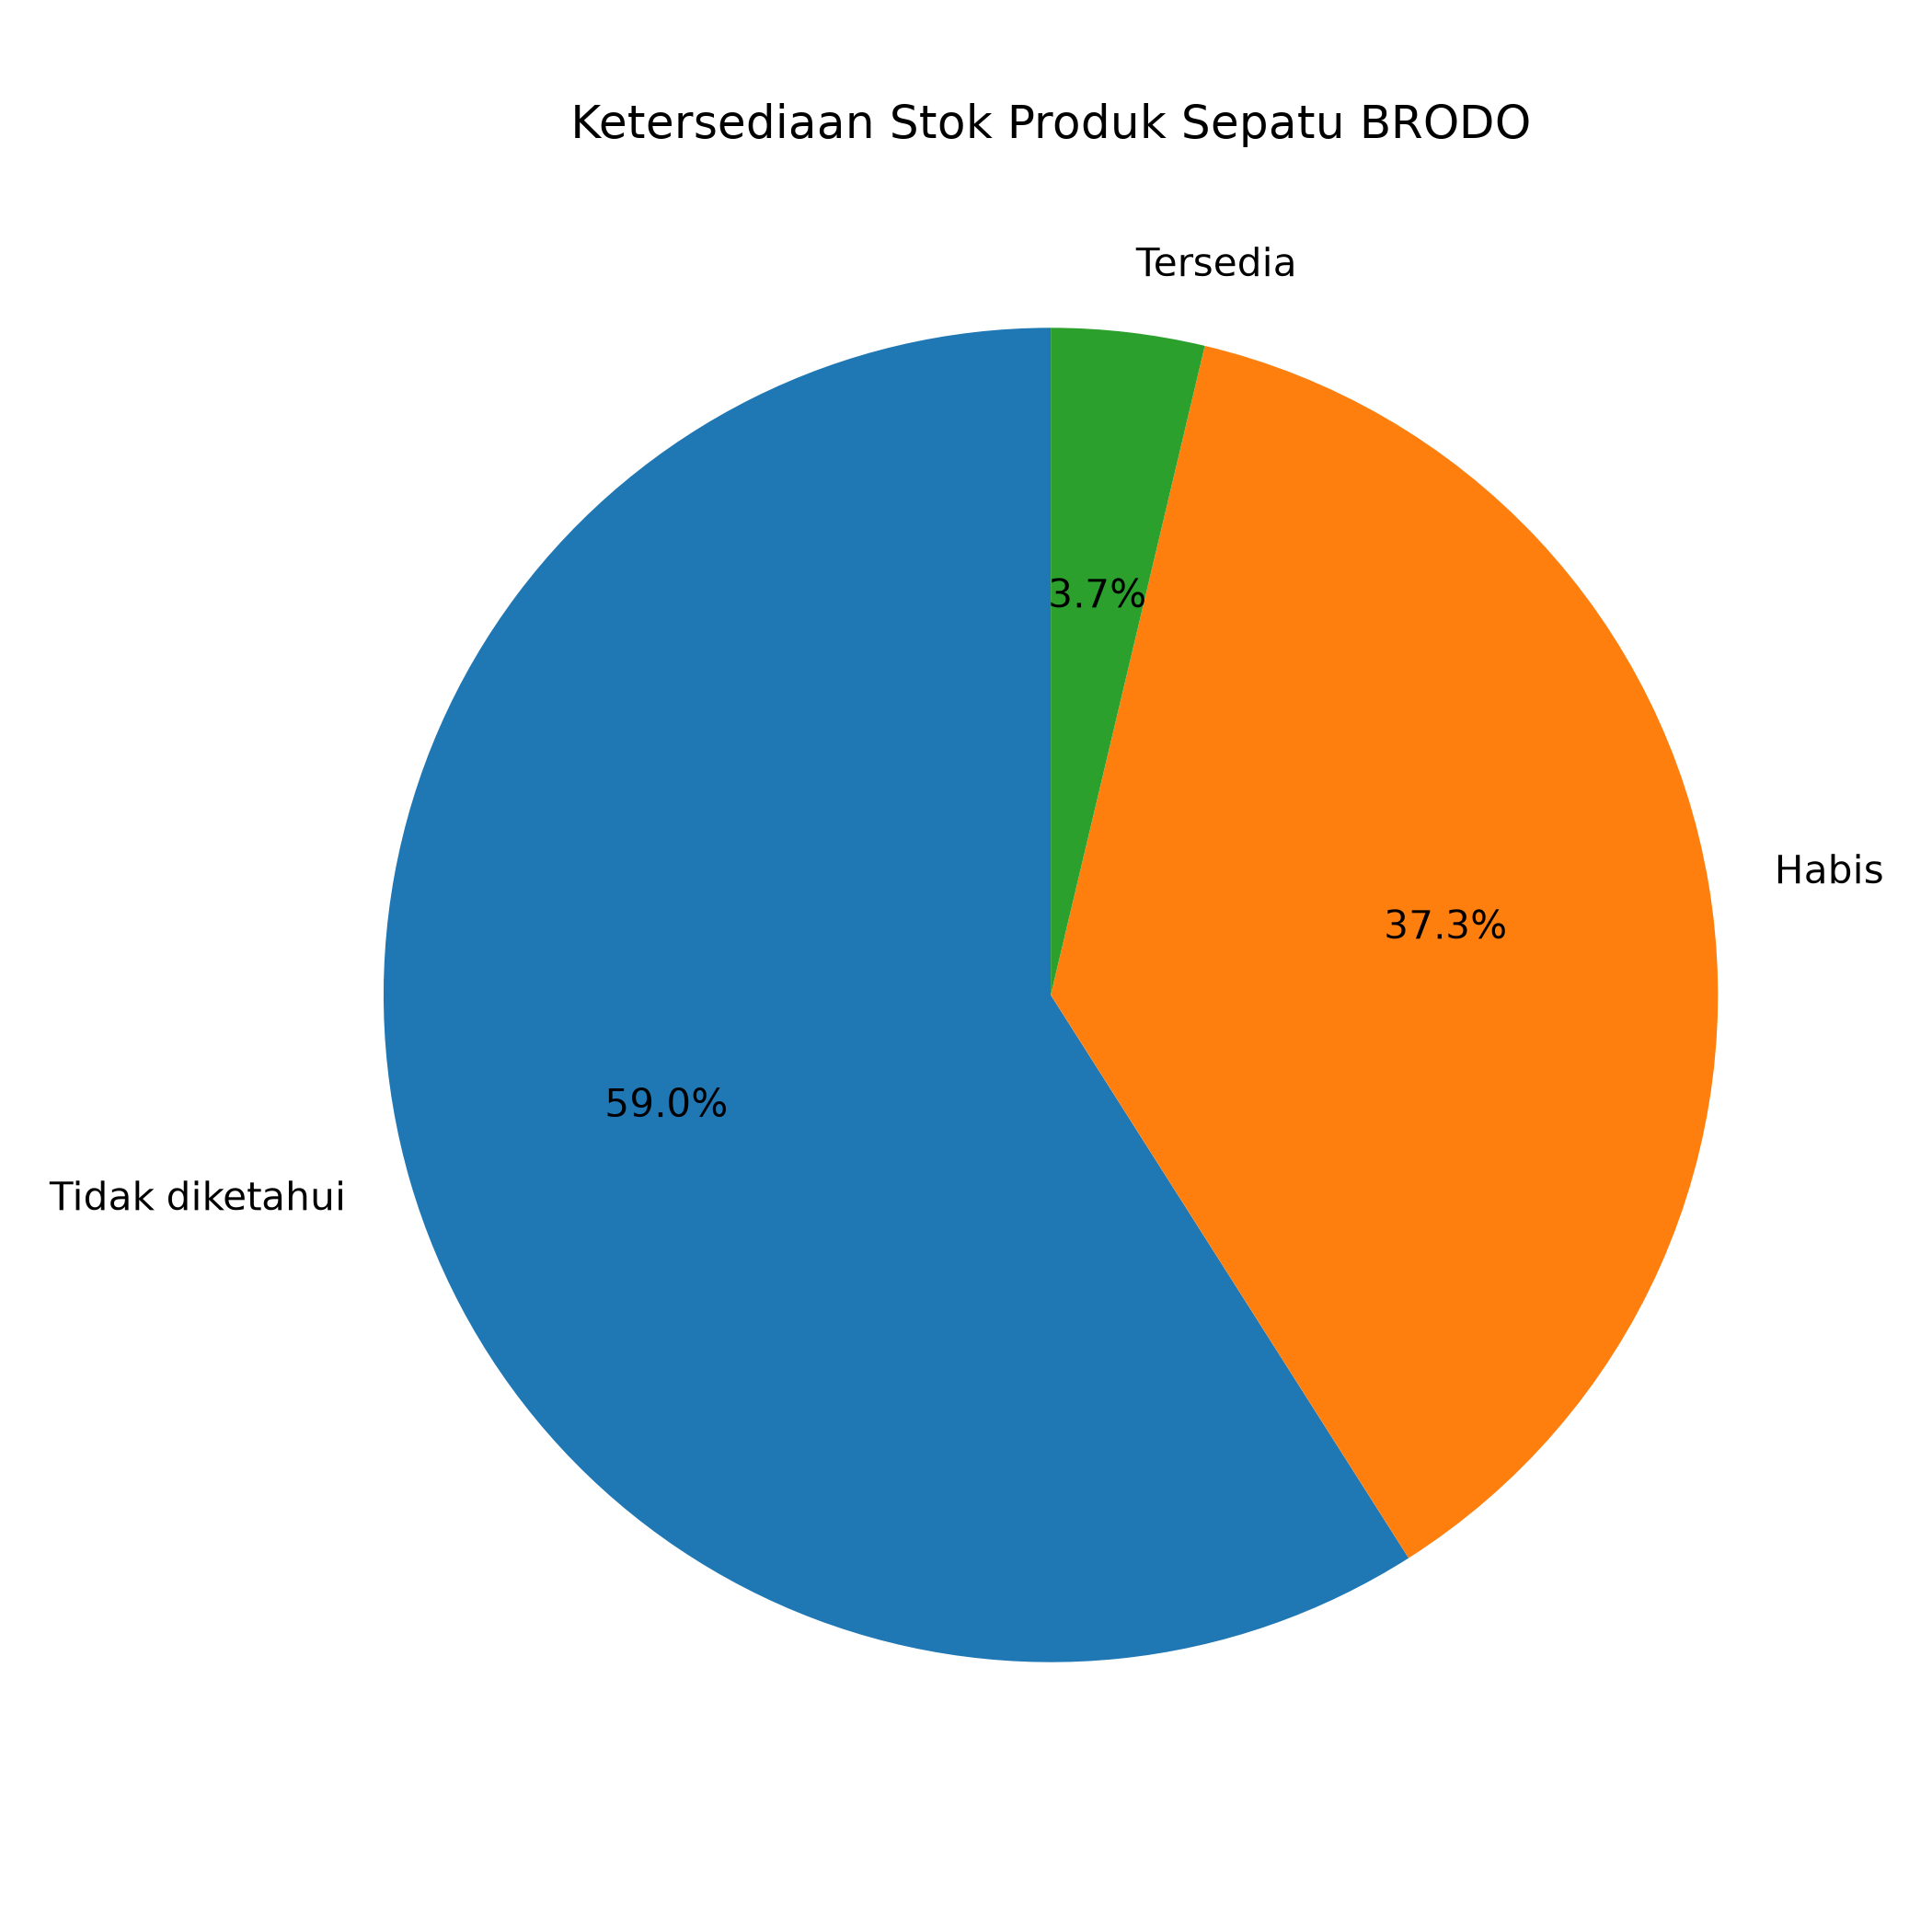 Ketersediaan Stok Produk Sepatu BRODO
Tersedia
3.7%
Habis
37.3%
59.0%
Tidak diketahui